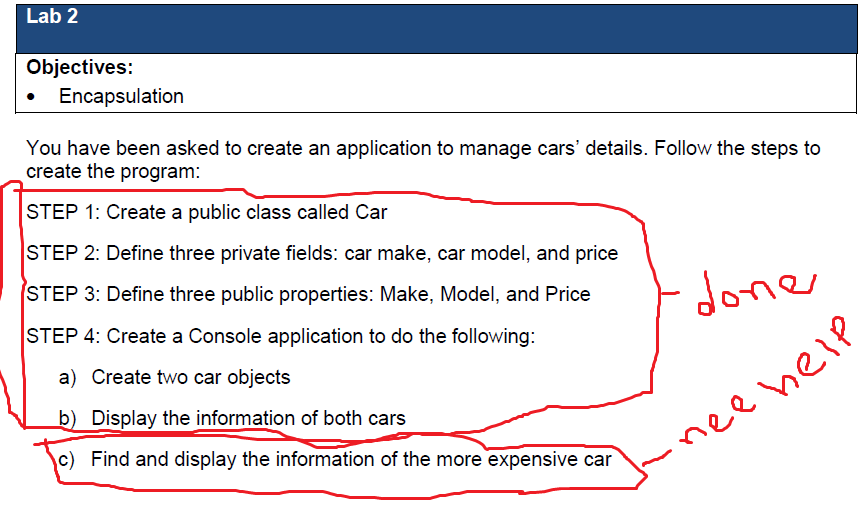 Lab 2
Objectives:
• Encapsulation
You have been asked to create an application to manage cars' details. Follow the steps to
create the program:
STEP 1: Create a public class called Car
STEP 2: Define three private fields: car make, car model, and price
STEP 3: Define three public properties: Make, Model, and Price
STEP 4: Create a Console application to do the following:
a) Create two car objects
b) Display the information of both cars
c) Find and display the information of the more expensive car
done
nee help